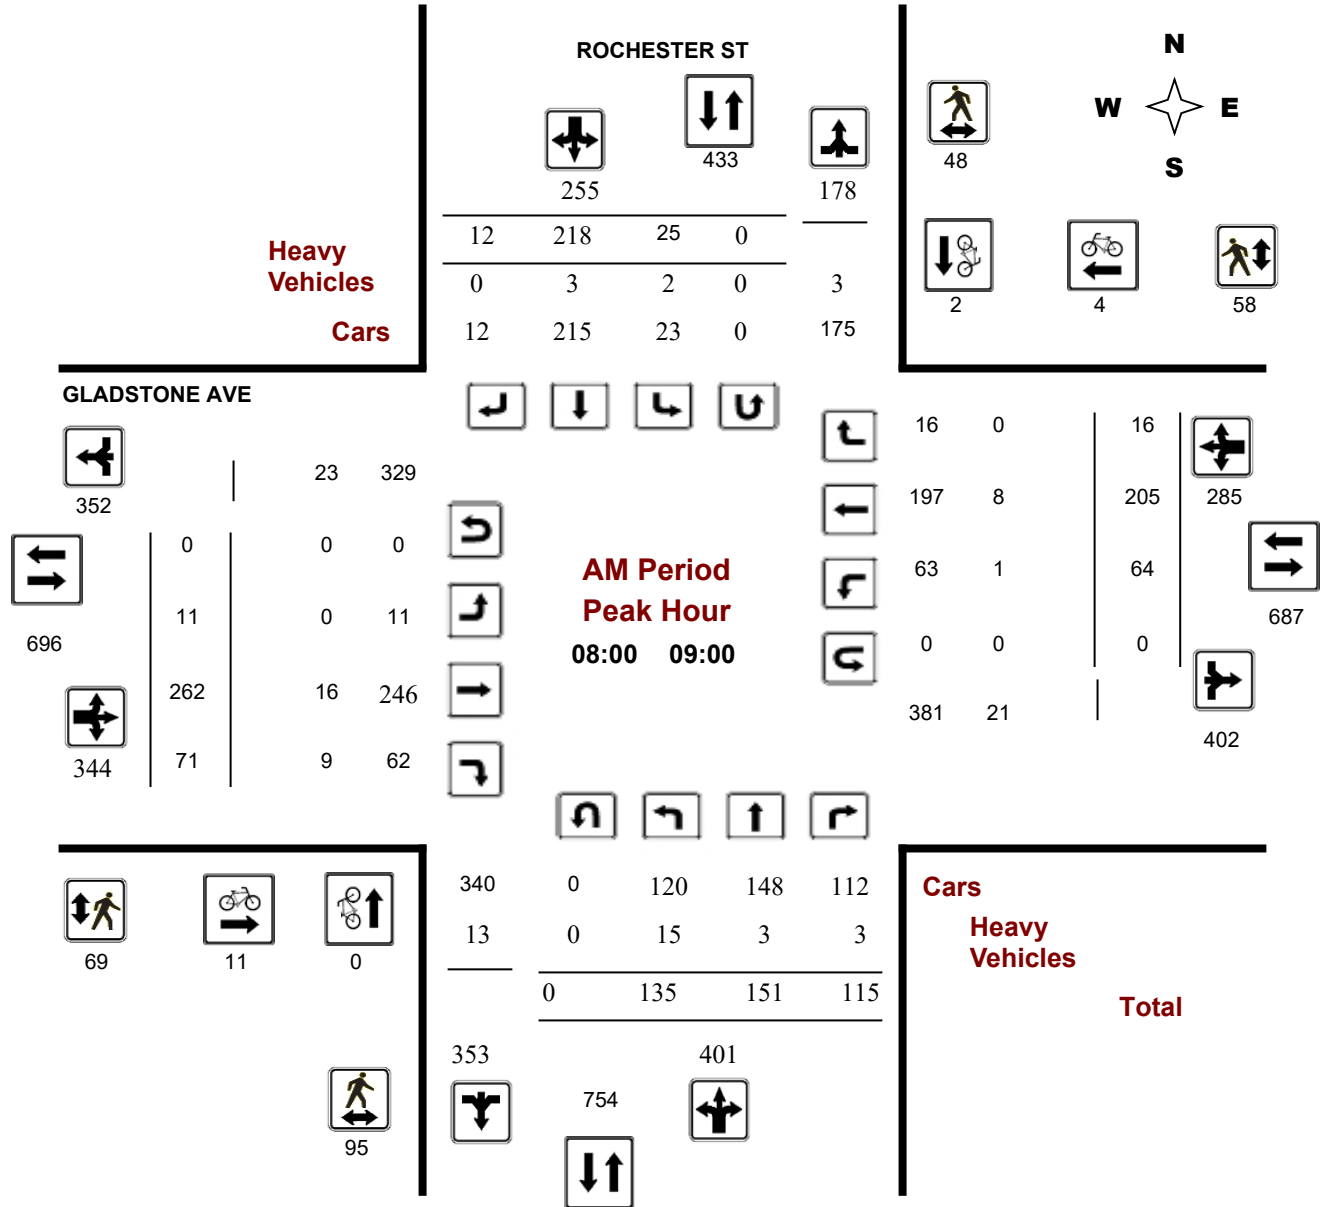 ROCHESTER ST
N
W E
S
433
48
255
178
12 218 25 0
Heavy
Vehicles
0 3 2 0 3
2 4 58
Cars
12 215 23 0 175
GLADSTONE AVE
16 0 16
23 329
352
197 8 205 285
0 0 0
AM Period
63 1 64
11 0 11
Peak Hour
687
696
08:00 09:00
0 0 0
262 16 246
381 21
402
344
71 9 62
340 0 120 148 112
Cars
13 0 15 3 3
Heavy
Vehicles
69 11 0
0 135 151 115
Total
353 401
754
95